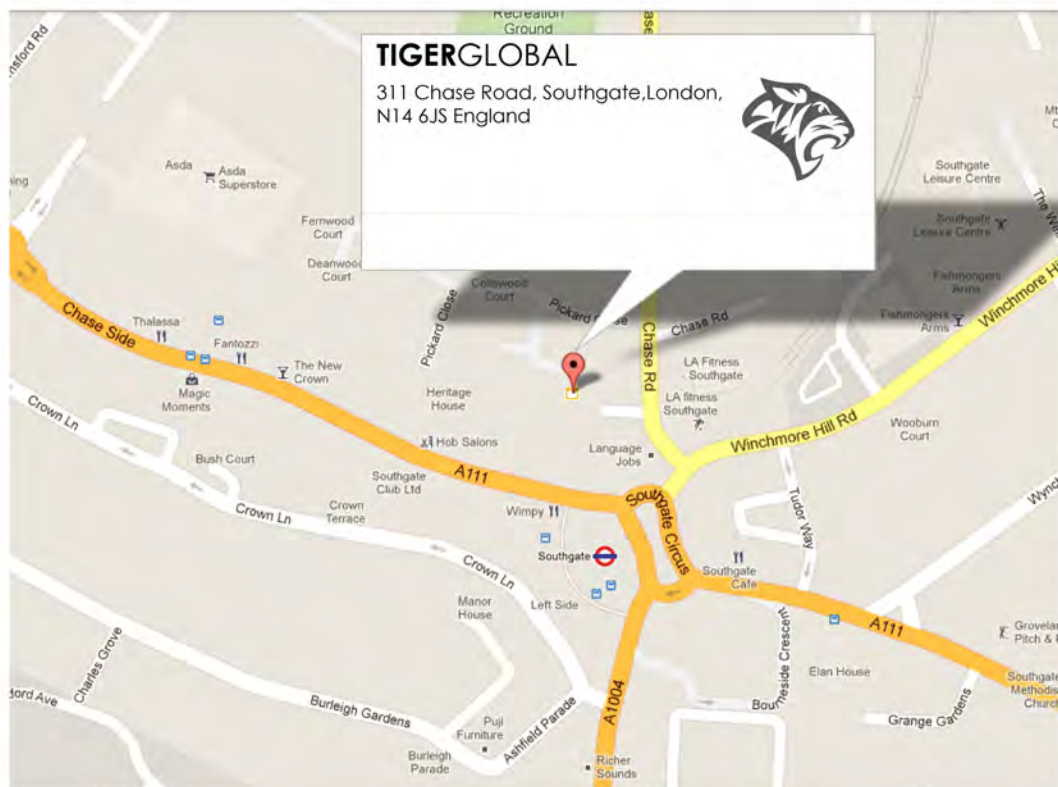 Recreation
Ground
TIGERGLOBAL
311 Chase Road, Southgate,London,
N14 6JS England
Asda
Asda
Superstore
Southgate
Leisure Centre
Southgate
Leisure Centre
Fernwood
Court
Deanwood
Court
Collswood
Court
Pickard Close
Pickard Close
Chase Rd
Chase Rd
Fishmongers
Arms
Fishmongers
Arms
Winchmore Hill
Chase Side
Thalassa
Fantozzi
The New
Crown
Magic
Moments
Heritage
House
LA Fitness
Southgate
LA fitness
Southgate
Winchmore Hill Rd
Wooburn
Court
Crown Ln
Hob Salons
Language
Jobs
Bush Court
A111
Southgate
Club Ltd
Crown
Terrace
Crown Ln
Wimpy
Southgate Circus
Tudor Way
Southgate
Southgate
Cafe
Crown Ln
Manor
House
Left Side
A111
Charles Grove
Bourneside Crescent
Elan House
Burleigh Gardens
Ashfield Parade
A1004
Grange Gardens
Puji
Furniture
Burleigh
Parade
Richer
Sounds
Southgate
Church